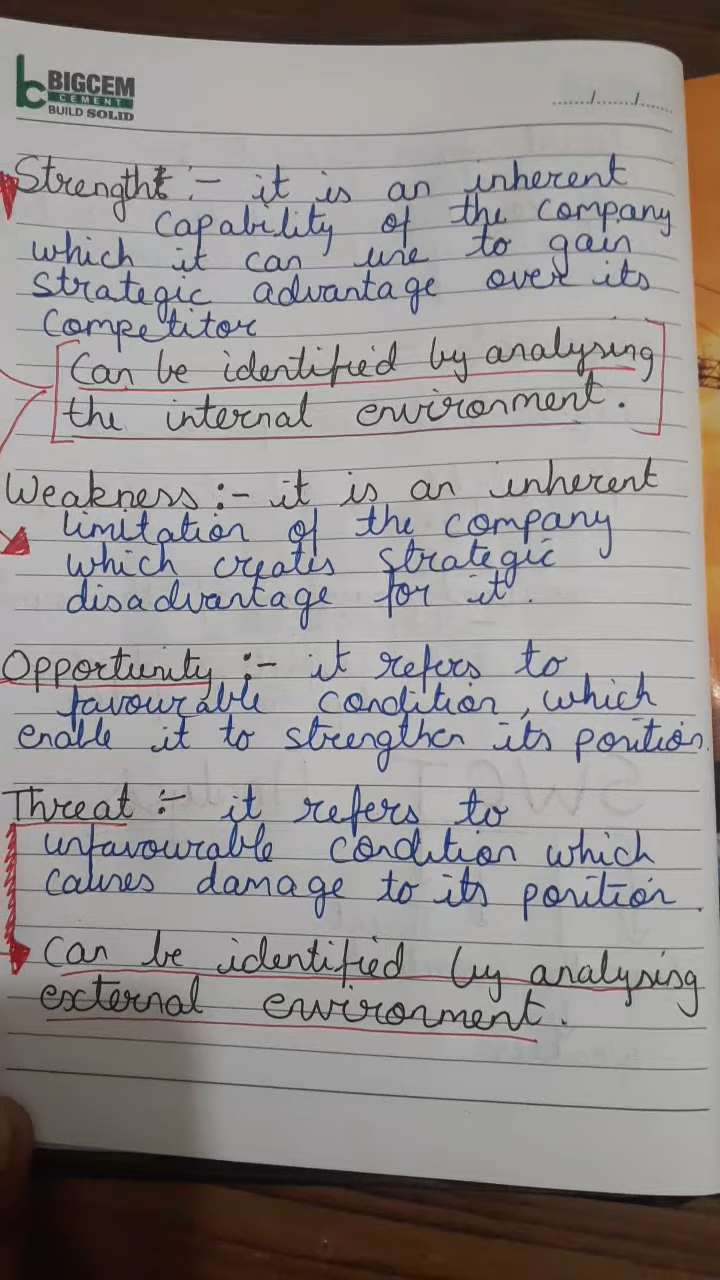 BIGCEM
CEMENT
BUILD SOLID
....../....../......
Strength :- it is an inherent
capability of the company
which it can use to gain
strategic advantage over its
competitor
Can be identified by analysing
the internal environment.
Weakness :- it is an inherent
limitation of the company
which creates strategic
disadvantage for it.
Opportunity :- it refers to
favourable condition, which
enable it to strengthen its position
Threat :- it refers to
unfavourable condition which
causes damage to its position.
Can be identified by analysing
external environment.